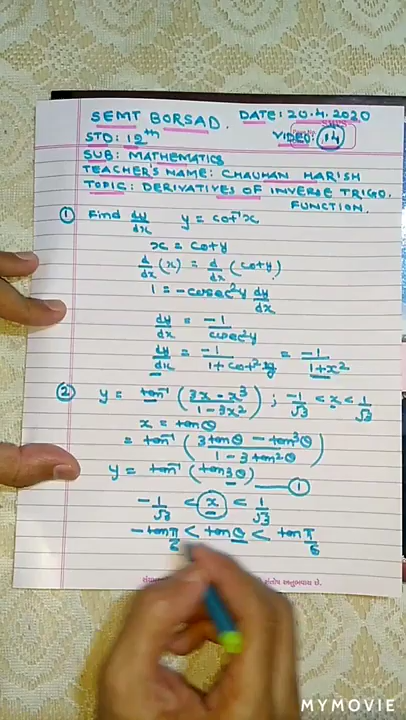 SEMT BORSAD. DATE: 20.4.2020
STD: 12th VIDEO: 14
SUB: MATHEMATICS
TEACHER'S NAME: CHAUHAN HARISH
TOPIC: DERIVATIVES OF INVERSE TRIGO. FUNCTION.
① Find dy/dx y = cot⁻¹x
x = cot y
d/dx (x) = d/dx (cot y)
1 = -cosec²y dy/dx
dy/dx = -1/cosec²y
dy/dx = -1/(1 + cot²y) = -1/(1+x²)
② y = tan⁻¹ ((3x - x³)/(1 - 3x²)) ; -1/√3 < x < 1/√3
x = tanθ
= tan⁻¹ ((3tanθ - tan³θ)/(1 - 3tan²θ))
y = tan⁻¹ (tan3θ) —— ①
-1/√3 < x < 1/√3
-tan π/6 < tanθ < tan π/6
MYMOVIE